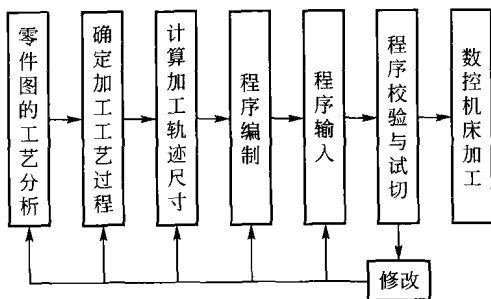 零件图的工艺分析
确定加工工艺过程
计算加工轨迹尺寸
程序编制
程序输入
程序校验与试切
数控机床加工
修改